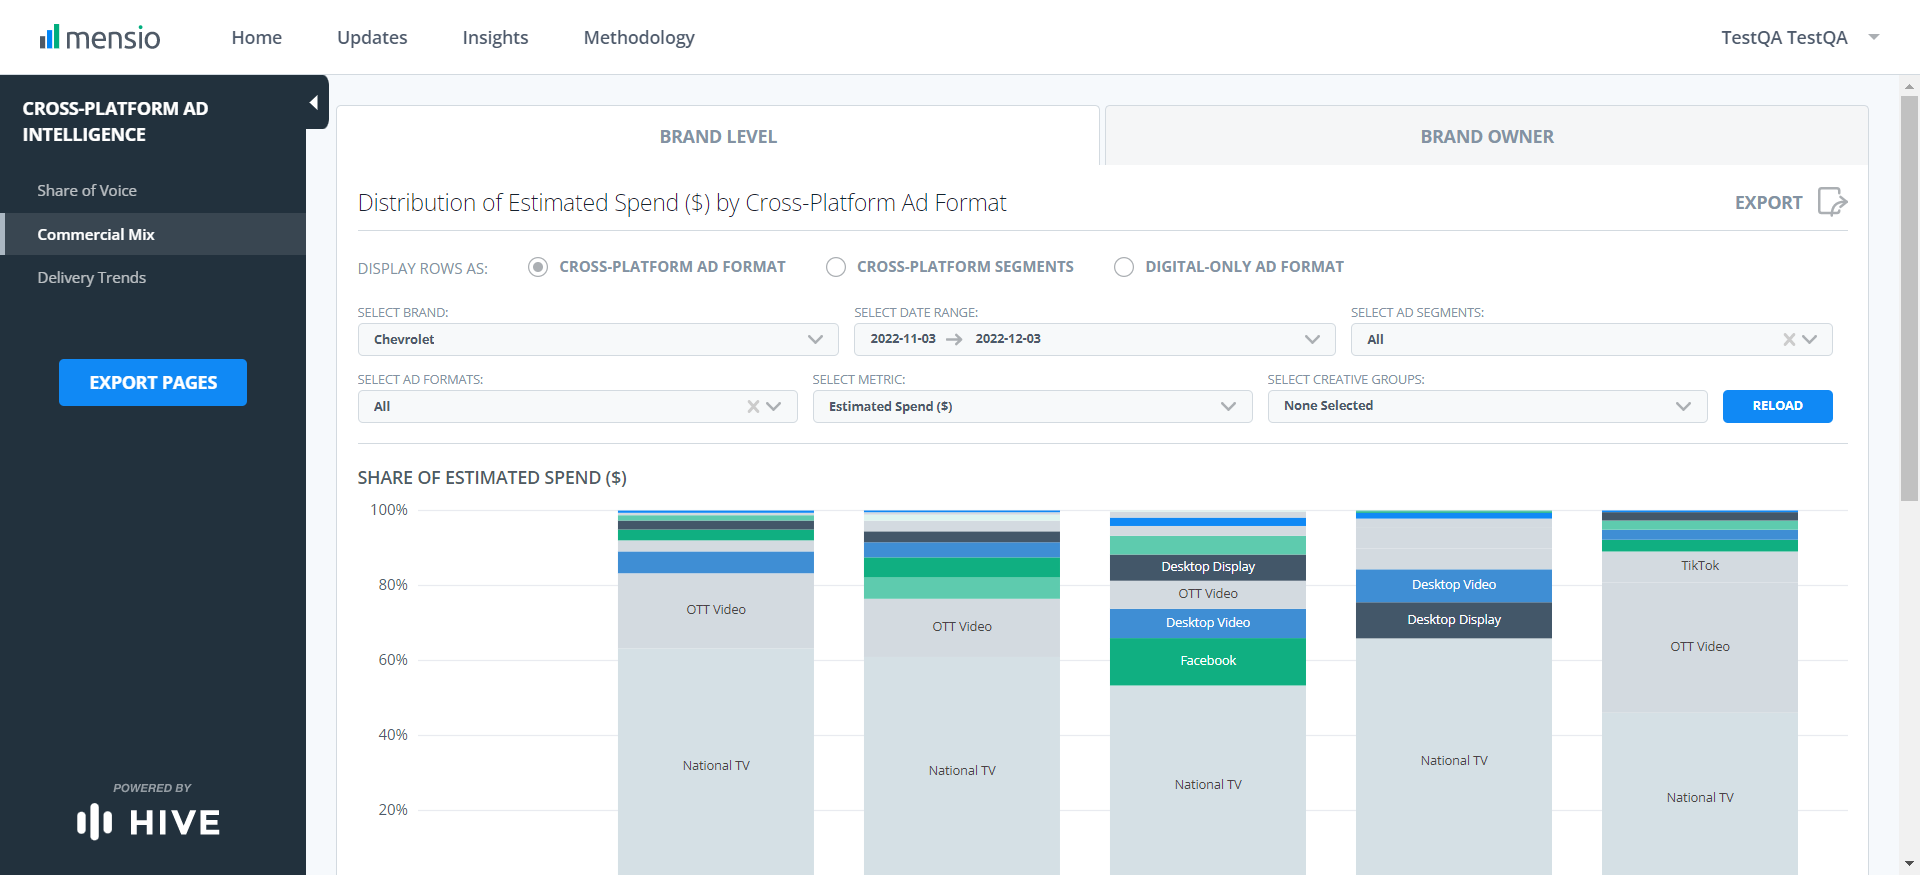 mensio
Home
Updates
Insights
Methodology
TestQA TestQA
CROSS-PLATFORM AD
INTELLIGENCE
Share of Voice
Commercial Mix
Delivery Trends
EXPORT PAGES
POWERED BY
HIVE
BRAND LEVEL
BRAND OWNER
Distribution of Estimated Spend ($) by Cross-Platform Ad Format
EXPORT
DISPLAY ROWS AS:
CROSS-PLATFORM AD FORMAT
CROSS-PLATFORM SEGMENTS
DIGITAL-ONLY AD FORMAT
SELECT BRAND:
Chevrolet
SELECT DATE RANGE:
2022-11-03
2022-12-03
SELECT AD SEGMENTS:
All
SELECT AD FORMATS:
All
SELECT METRIC:
Estimated Spend ($)
SELECT CREATIVE GROUPS:
None Selected
RELOAD
SHARE OF ESTIMATED SPEND ($)
100%
80%
60%
40%
20%
OTT Video
National TV
OTT Video
National TV
Desktop Display
OTT Video
Desktop Video
Facebook
National TV
Desktop Video
Desktop Display
National TV
TikTok
OTT Video
National TV